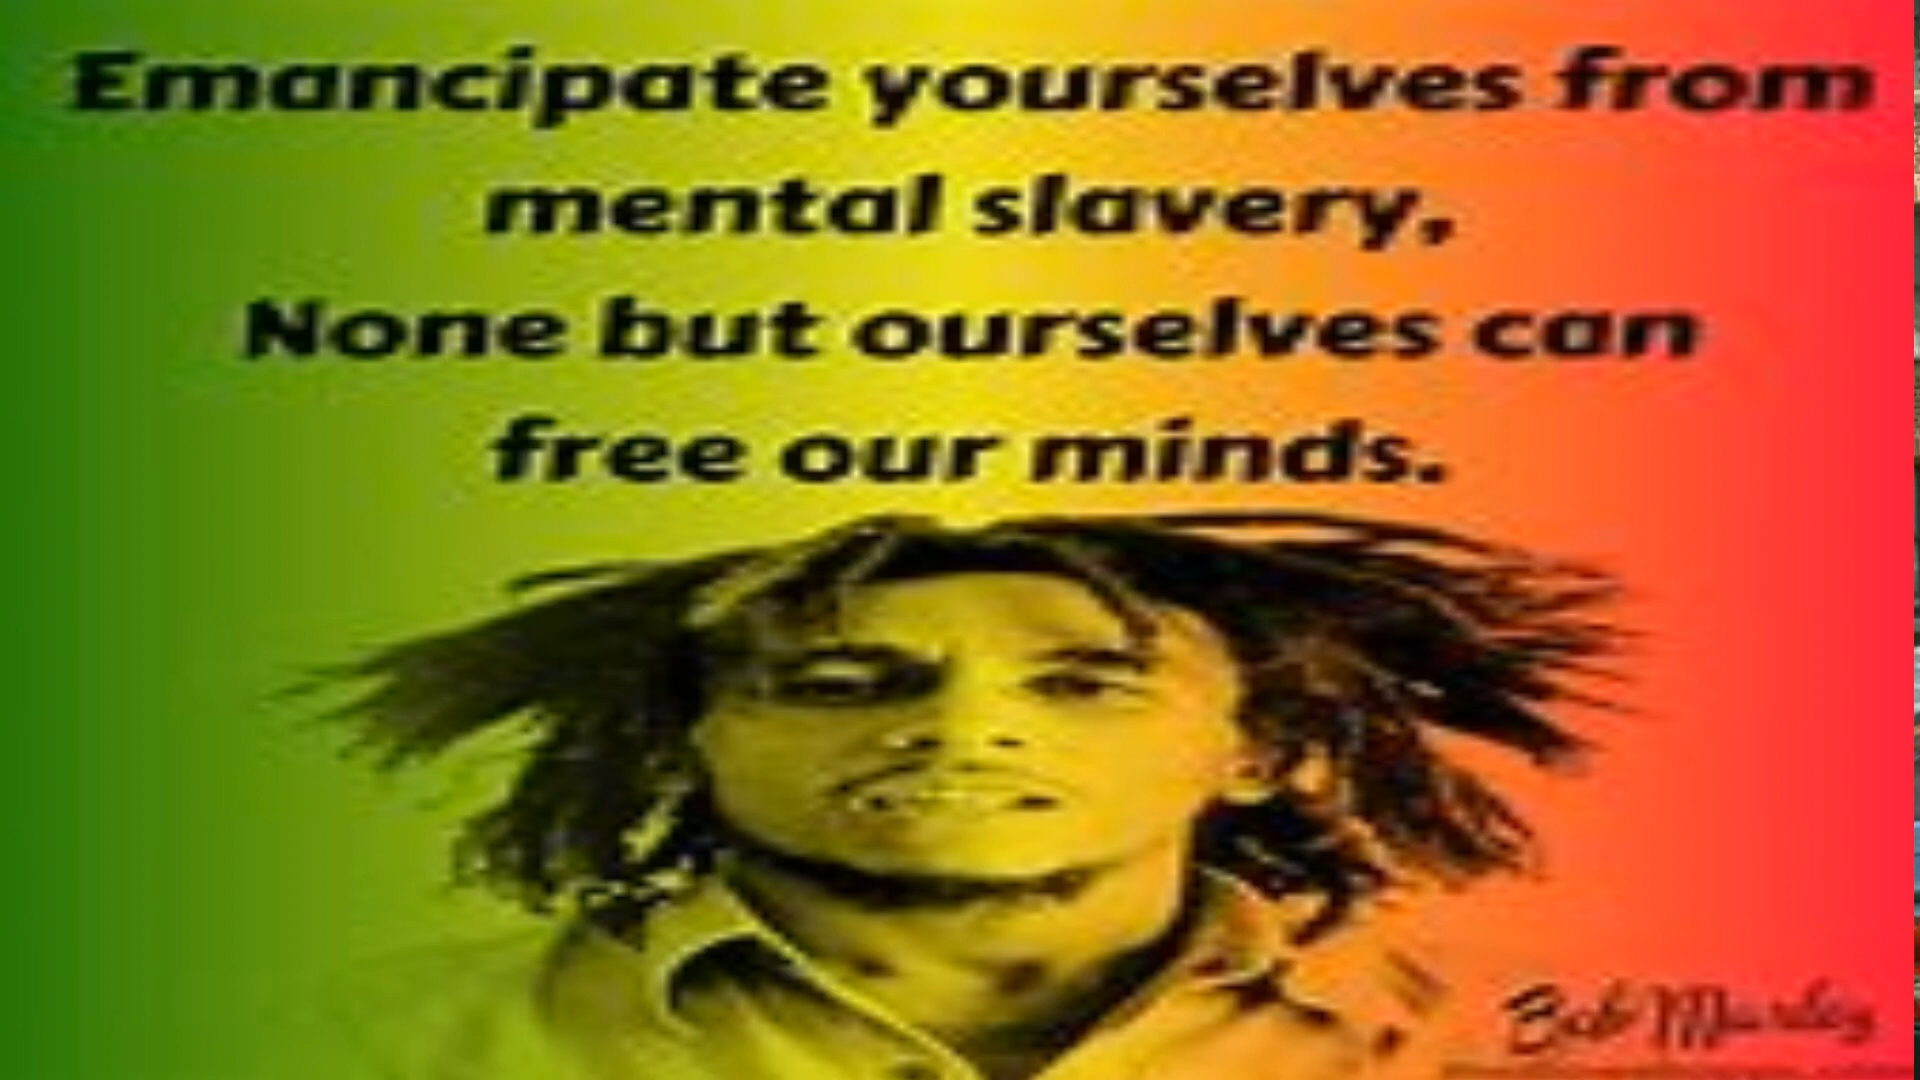 Emancipate yourselves from
mental slavery,
None but ourselves can
free our minds.
Bob Marley